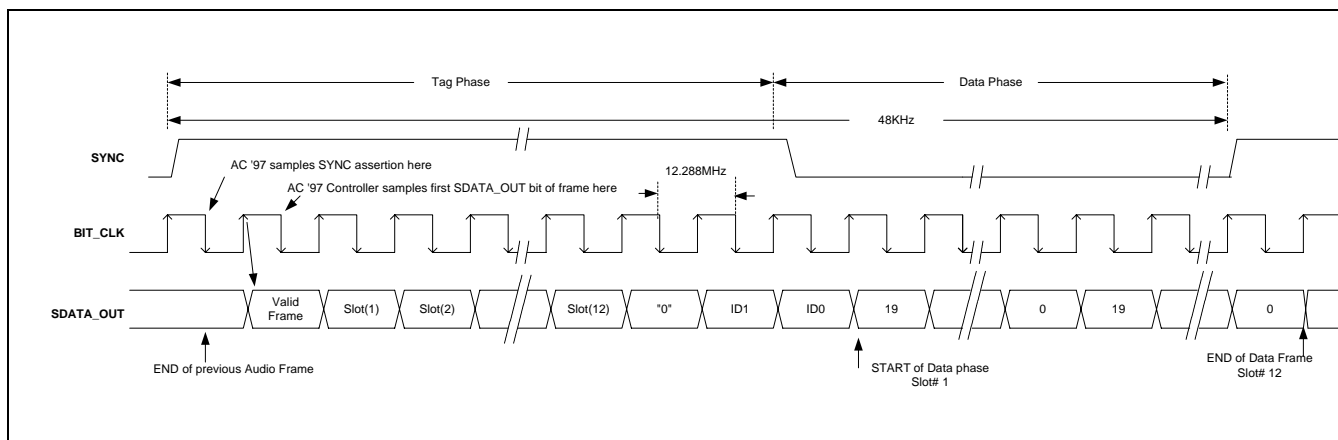 Tag Phase
Data Phase
48KHz
SYNC
AC '97 samples SYNC assertion here
12.288MHz
AC '97 Controller samples first SDATA_OUT bit of frame here
BIT_CLK
SDATA_OUT
Valid
Frame
Slot(1)
Slot(2)
Slot(12)
"0"
ID1
ID0
19
0
19
0
END of previous Audio Frame
START of Data phase
Slot# 1
END of Data Frame
Slot# 12